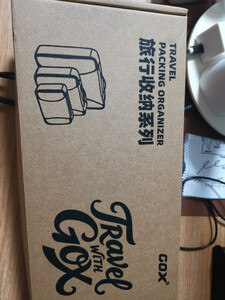 TRAVEL
PACKING ORGANIZER
旅行收纳系列
GOX
Travel
WITH
GOX